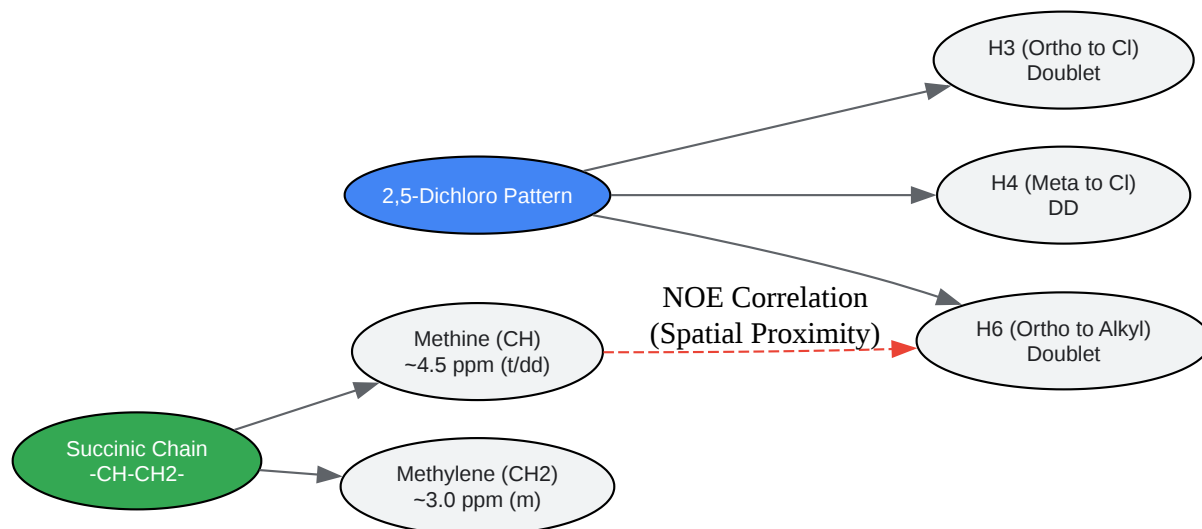 H3 (Ortho to Cl)
Doublet
2,5-Dichloro Pattern
H4 (Meta to Cl)
DD
NOE Correlation
(Spatial Proximity)
H6 (Ortho to Alkyl)
Doublet
Methine (CH)
~4.5 ppm (t/dd)
Succinic Chain
-CH-CH2-
Methylene (CH2)
~3.0 ppm (m)